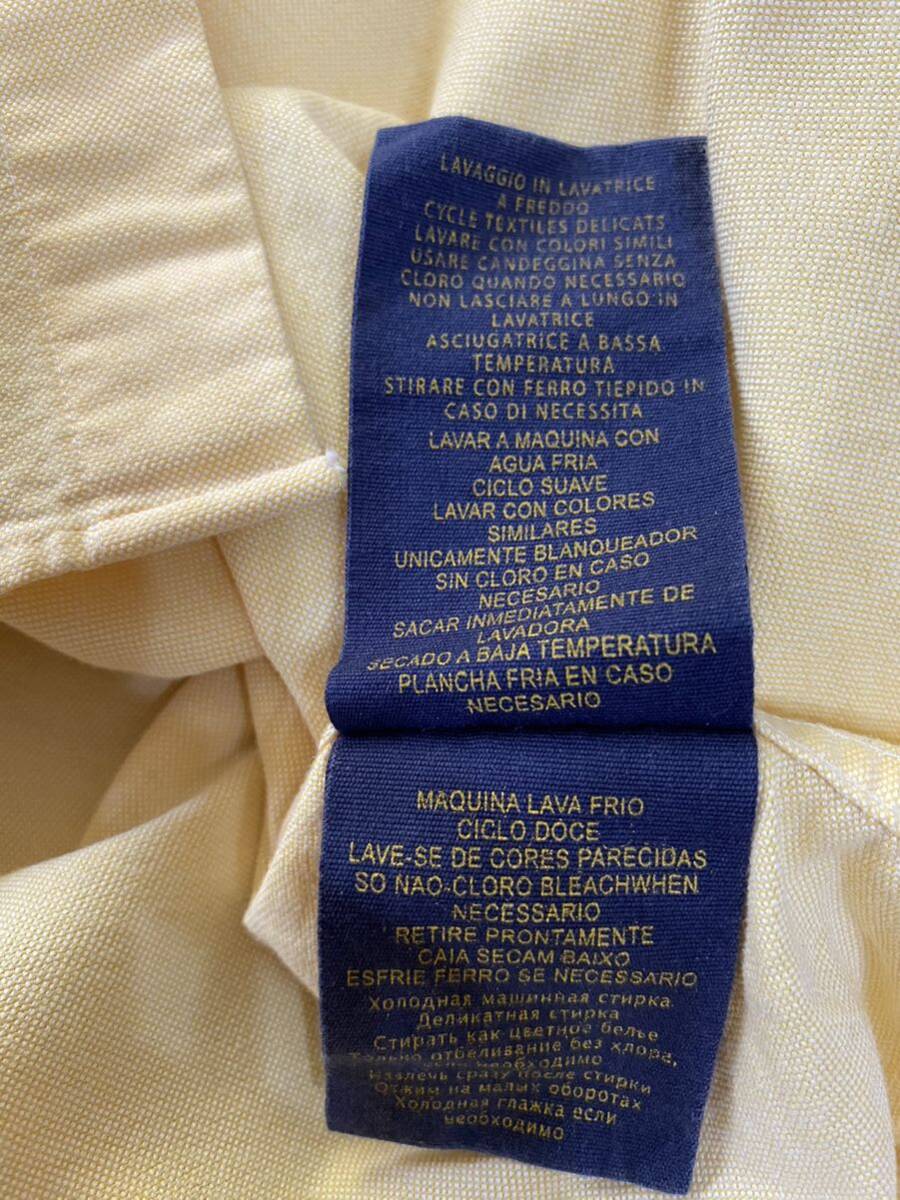 LAVAGGIO IN LAVATRICE
A FREDDO
CYCLE TEXTILES DELICATS
LAVARE CON COLORI SIMILI
USARE CANDEGGINA SENZA
CLORO QUANDO NECESSARIO
NON LASCIARE A LUNGO IN
LAVATRICE
ASCIUGATRICE A BASSA
TEMPERATURA
STIRARE CON FERRO TIEPIDO IN
CASO DI NECESSITA
LAVAR A MAQUINA CON
AGUA FRIA
CICLO SUAVE
LAVAR CON COLORES
SIMILARES
UNICAMENTE BLANQUEADOR
SIN CLORO EN CASO
NECESARIO
SACAR INMEDIATAMENTE DE
LAVADORA
SECADO A BAJA TEMPERATURA
PLANCHA FRIA EN CASO
NECESARIO
MAQUINA LAVA FRIO
CICLO DOCE
LAVE-SE DE CORES PARECIDAS
SO NAO-CLORO BLEACHWHEN
NECESSARIO
RETIRE PRONTAMENTE
CAIA SECAM BAIXO
ESFRIE FERRO SE NECESSARIO
Холодная машинная стирка
Деликатная стирка
Стирать как цветное белье
Только отбеливание без хлора,
если необходимо
Извлечь сразу после стирки
Отжим на малых оборотах
Холодная глажка если
необходимо